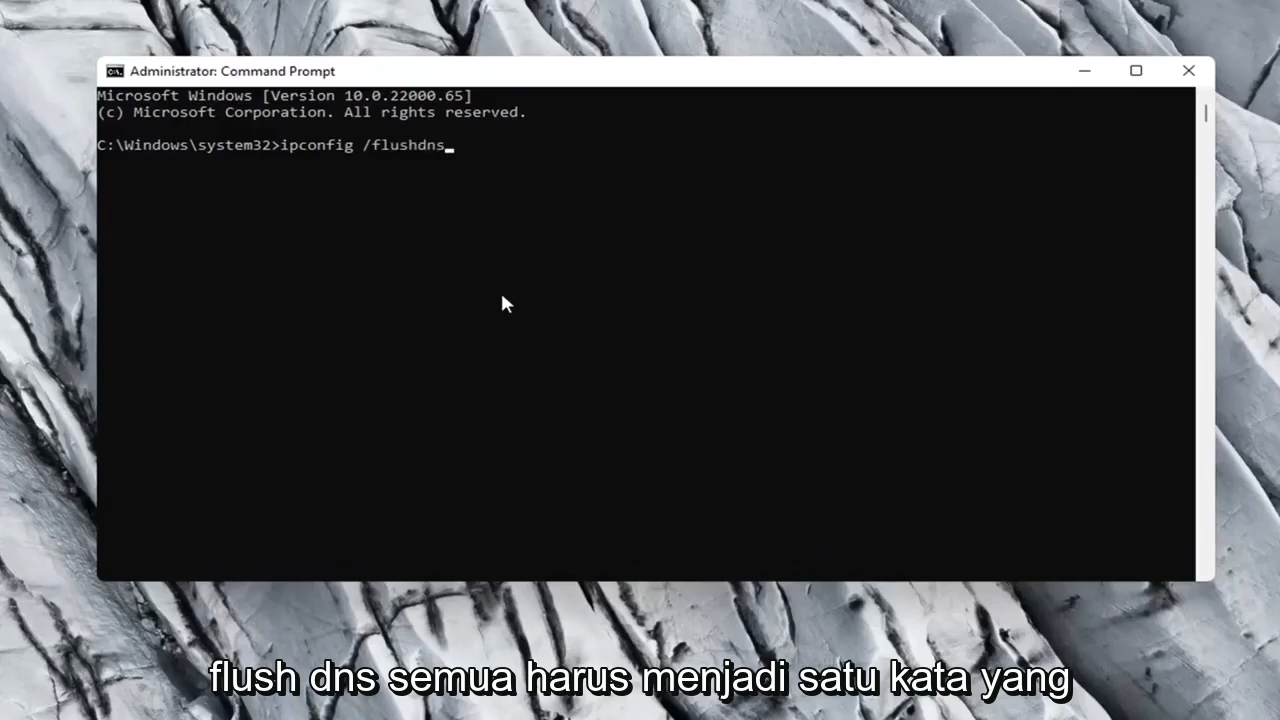 Administrator: Command Prompt
Microsoft Windows [Version 10.0.22000.65]
(c) Microsoft Corporation. All rights reserved.
C:\Windows\system32>ipconfig /flushdns
flush dns semua harus menjadi satu kata yang